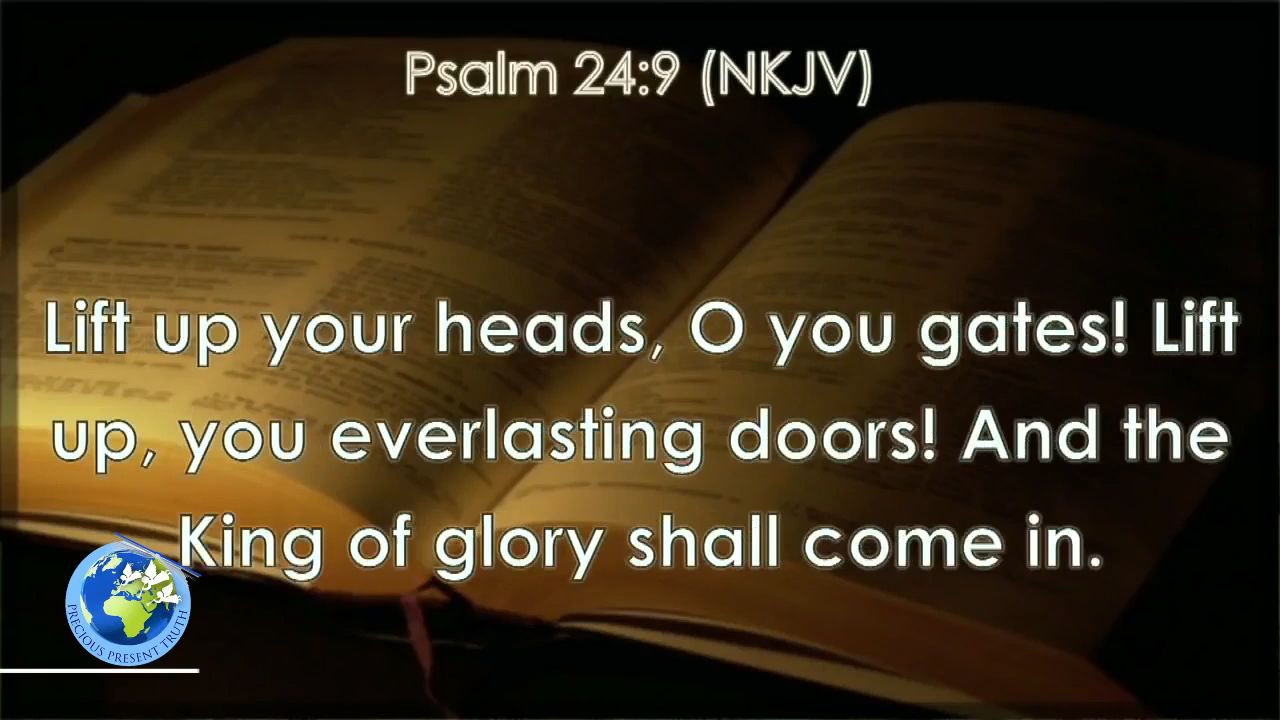 Psalm 24:9 (NKJV)
Lift up your heads, O you gates! Lift
up, you everlasting doors! And the
King of glory shall come in.
PRECIOUS PRESENT TRUTH